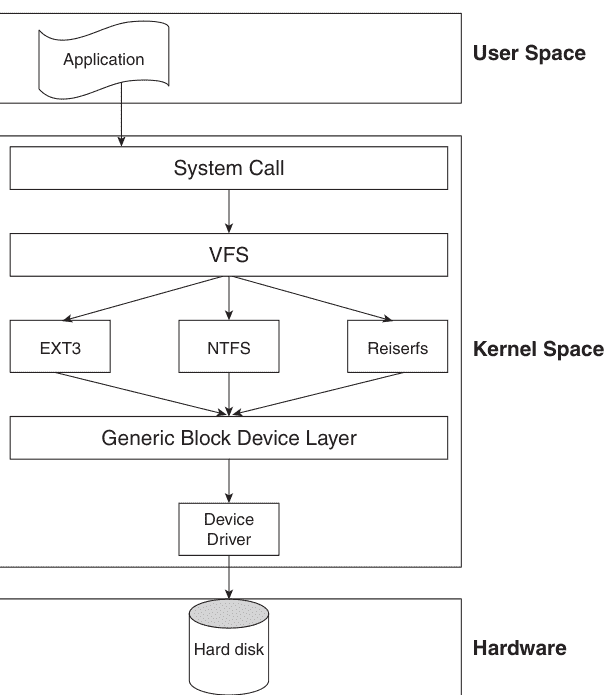 Application
User Space
System Call
VFS
EXT3
NTFS
Reiserfs
Kernel Space
Generic Block Device Layer
Device
Driver
Hard disk
Hardware